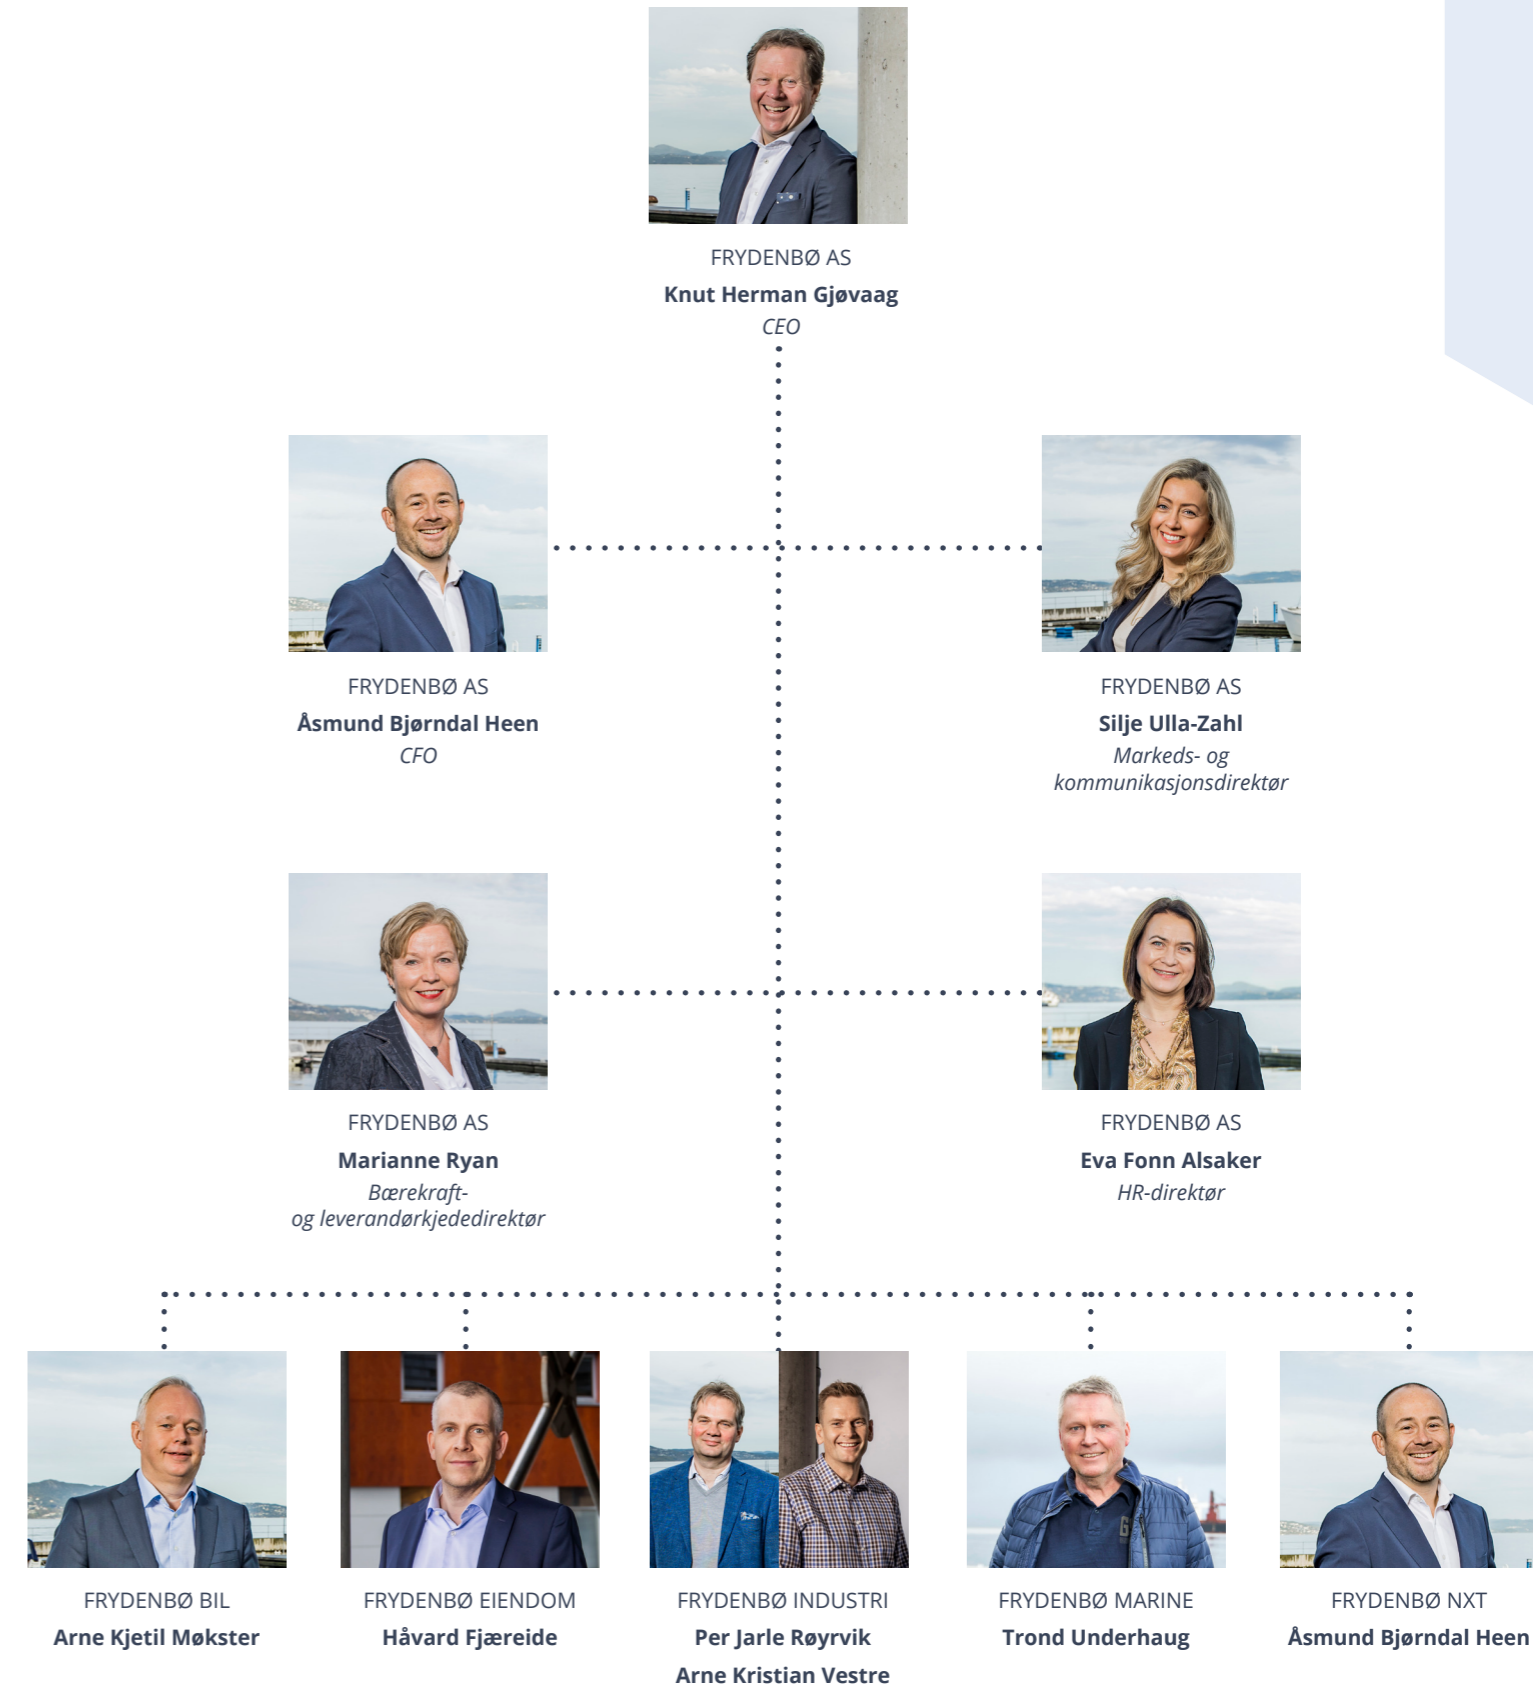 FRYDENBØ AS
Knut Herman Gjøvaag
CEO
FRYDENBØ AS
Åsmund Bjørndal Heen
CFO
FRYDENBØ AS
Silje Ulla-Zahl
Markeds- og
kommunikasjonsdirektør
FRYDENBØ AS
Marianne Ryan
Bærekraft-
og leverandørkjededirektør
FRYDENBØ AS
Eva Fonn Alsaker
HR-direktør
FRYDENBØ BIL
Arne Kjetil Møkster
FRYDENBØ EIENDOM
Håvard Fjæreide
FRYDENBØ INDUSTRI
Per Jarle Røyrvik
Arne Kristian Vestre
FRYDENBØ MARINE
Trond Underhaug
FRYDENBØ NXT
Åsmund Bjørndal Heen